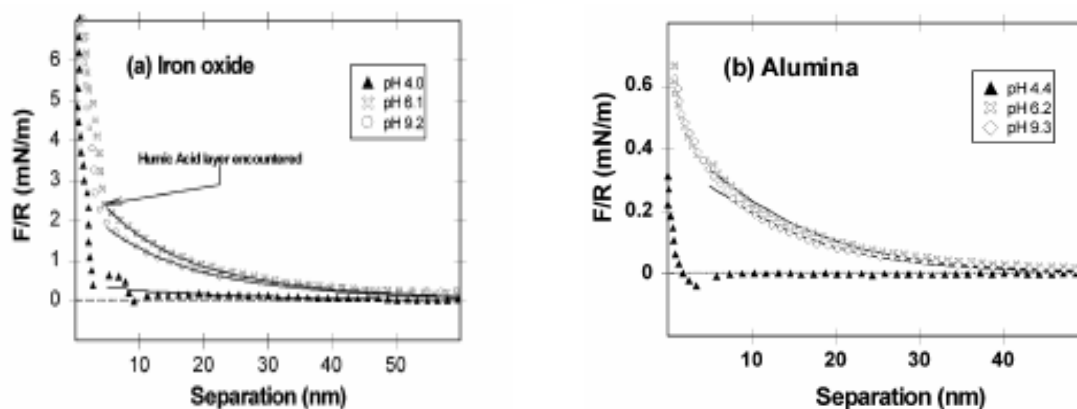 (a) Iron oxide
pH 4.0
pH 6.1
pH 9.2
Humic Acid layer encountered
F/R (mN/m)
6
5
4
3
2
1
0
10
20
30
40
50
Separation (nm)
(b) Alumina
pH 4.4
pH 6.2
pH 9.3
F/R (mN/m)
0.6
0.4
0.2
0
10
20
30
40
Separation (nm)